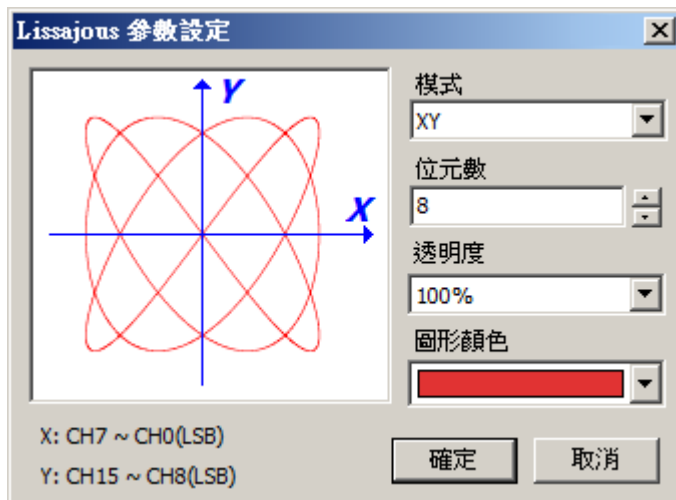 Lissajous 參數設定
Y
X
模式
XY
位元數
8
透明度
100%
圖形顏色
X: CH7 ~ CH0(LSB)
Y: CH15 ~ CH8(LSB)
確定
取消